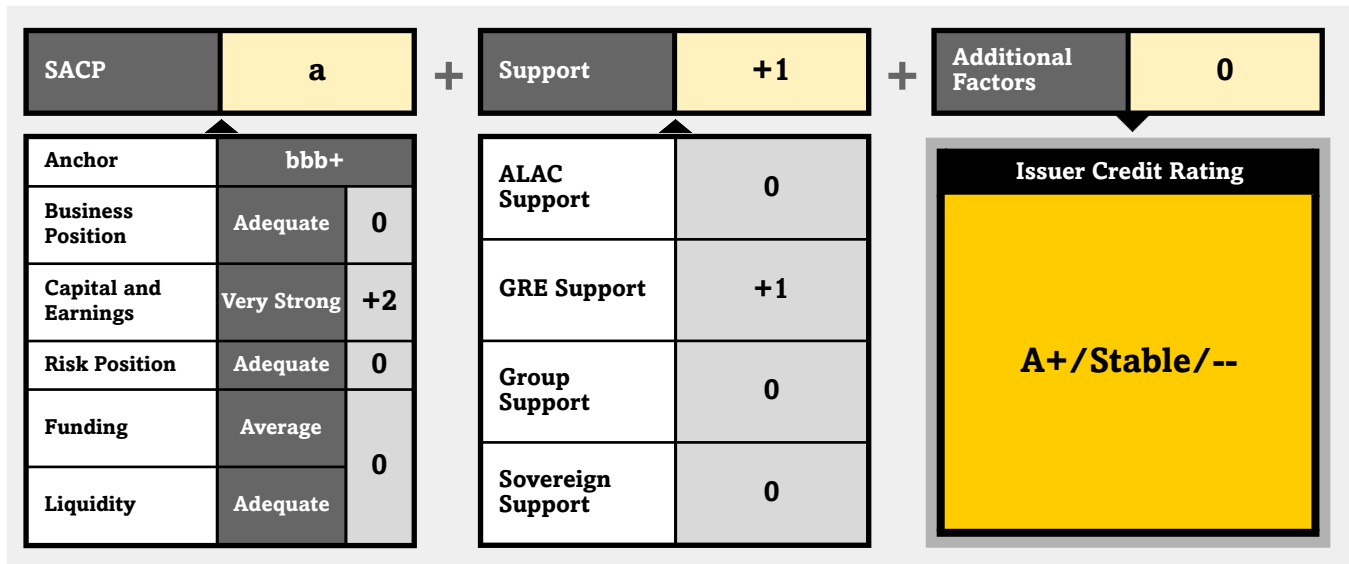 SACP
a
+
Support
+1
+
Additional
Factors
0
Anchor
bbb+
Business
Position
Adequate
0
Capital and
Earnings
Very Strong
+2
Risk Position
Adequate
0
Funding
Average
0
Liquidity
Adequate
ALAC
Support
0
GRE Support
+1
Group
Support
0
Sovereign
Support
0
Issuer Credit Rating
A+/Stable/--